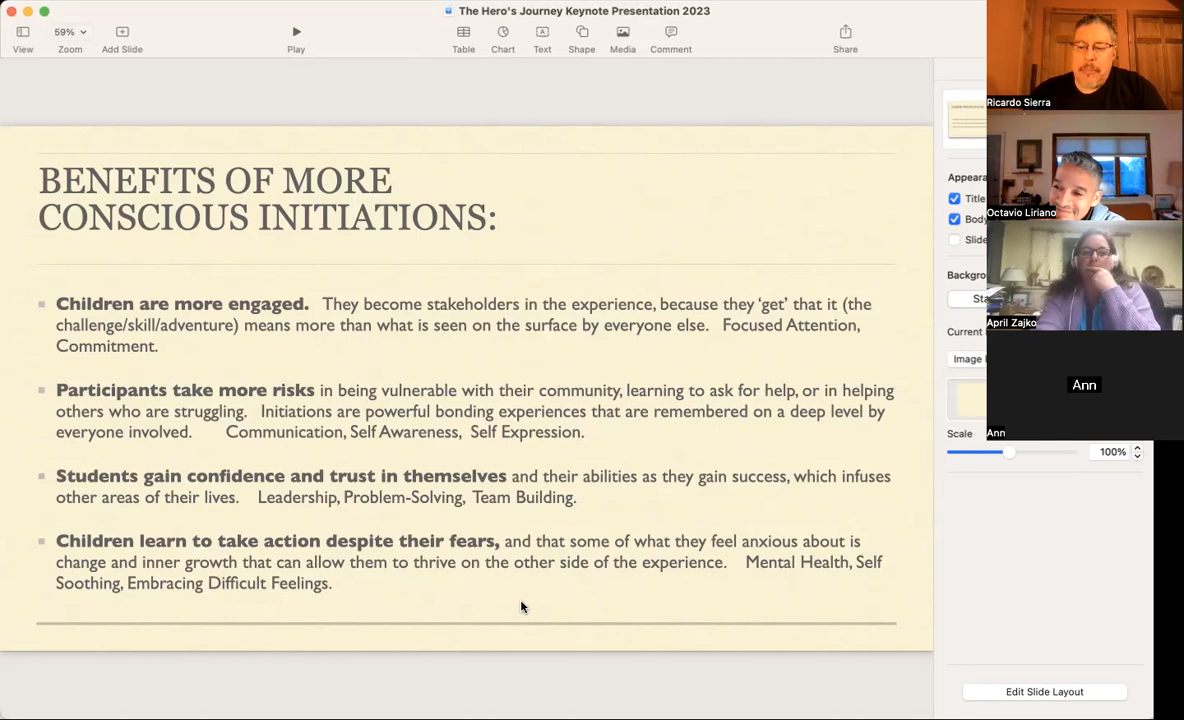 The Hero's Journey Keynote Presentation 2023
59%
View
Zoom
Add Slide
Play
Table
Chart
Text
Shape
Media
Comment
Share
BENEFITS OF MORE
CONSCIOUS INITIATIONS:
Children are more engaged. They become stakeholders in the experience, because they 'get' that it (the
challenge/skill/adventure) means more than what is seen on the surface by everyone else. Focused Attention,
Commitment.
Participants take more risks in being vulnerable with their community, learning to ask for help, or in helping
others who are struggling. Initiations are powerful bonding experiences that are remembered on a deep level by
everyone involved. Communication, Self Awareness, Self Expression.
Students gain confidence and trust in themselves and their abilities as they gain success, which infuses
other areas of their lives. Leadership, Problem-Solving, Team Building.
Children learn to take action despite their fears, and that some of what they feel anxious about is
change and inner growth that can allow them to thrive on the other side of the experience. Mental Health, Self
Soothing, Embracing Difficult Feelings.
Appeara
Title
Body
Slide
Backgro
Sta
Current
Image
Scale
100%
Edit Slide Layout
Ricardo Sierra
Octavio Liriano
April Zajko
Ann
Ann